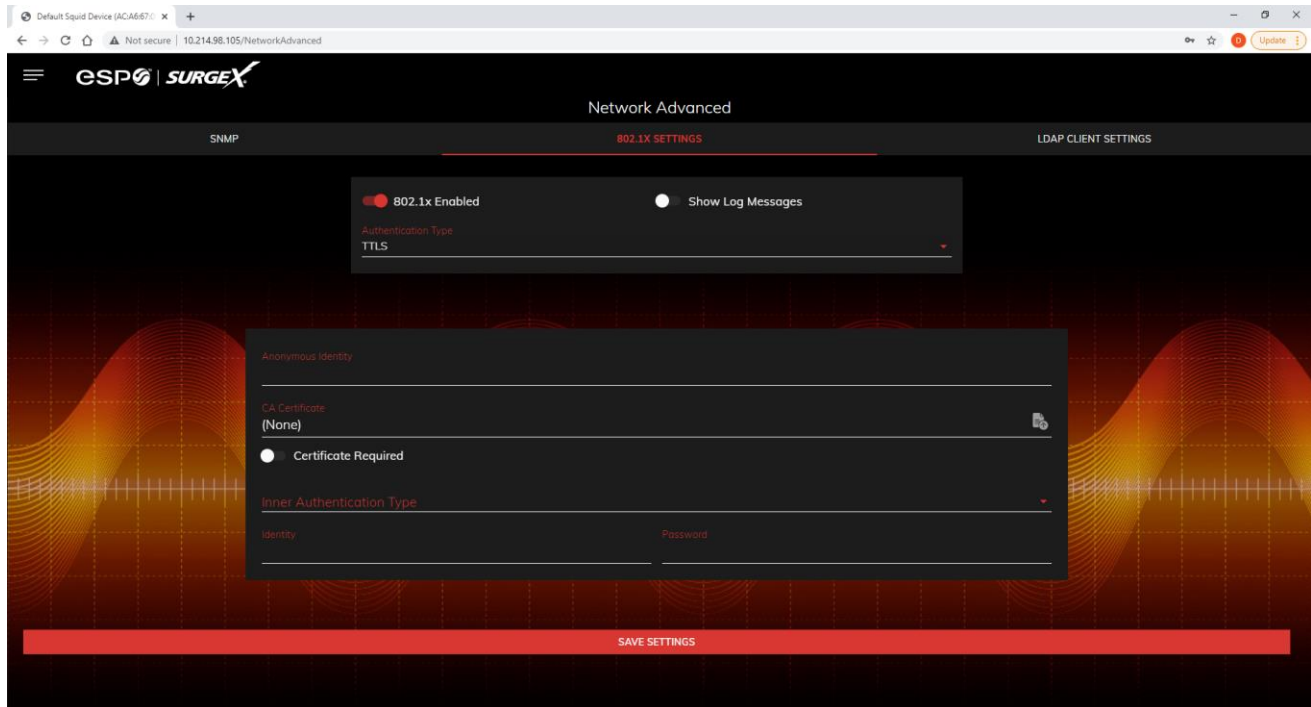 Default Squid Device (AC:A6:67:0
Not secure | 10.214.98.105/NetworkAdvanced
D Update
esp | SURGEX
Network Advanced
SNMP 802.1X SETTINGS LDAP CLIENT SETTINGS
802.1x Enabled Show Log Messages
Authentication Type
TTLS
Anonymous Identity
CA Certificate
(None)
Certificate Required
Inner Authentication Type
Identity Password
SAVE SETTINGS